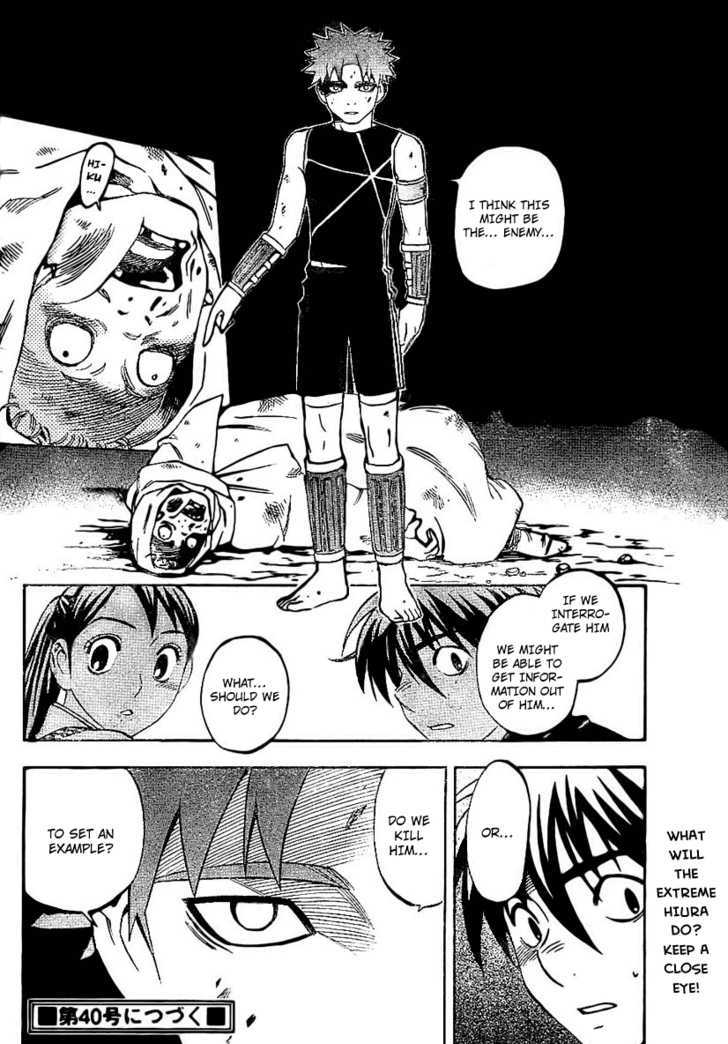 I THINK THIS
MIGHT BE
THE... ENEMY...
HI-
KU
...
IF WE
INTERRO-
GATE HIM
WE MIGHT
BE ABLE TO
GET INFOR-
MATION OUT
OF HIM...
WHAT...
SHOULD WE
DO?
OR...
DO WE
KILL
HIM...
TO SET AN
EXAMPLE?
WHAT
WILL
THE
EXTREME
HIURA
DO?
KEEP A
CLOSE
EYE!
■第40号につづく■